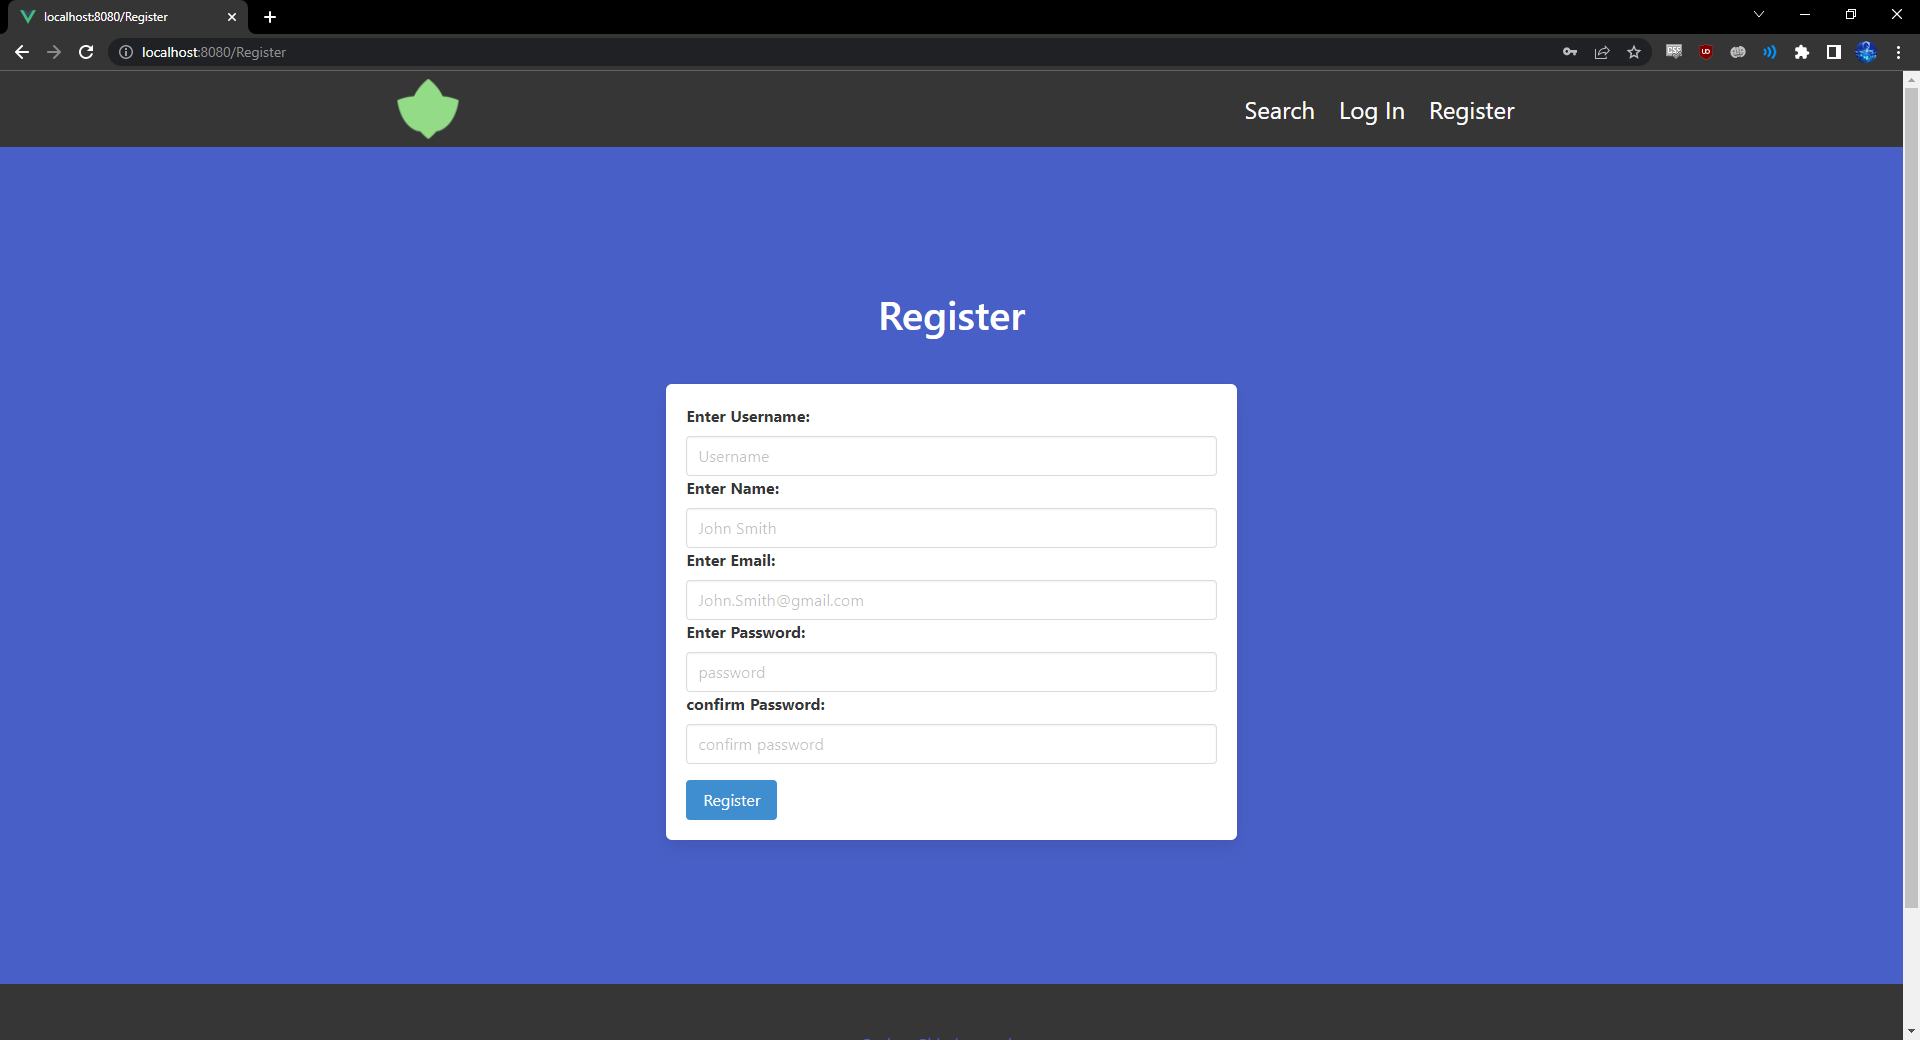 localhost:8080/Register
localhost:8080/Register
Search Log In Register
Register
Enter Username:
Username
Enter Name:
John Smith
Enter Email:
John.Smith@gmail.com
Enter Password:
password
confirm Password:
confirm password
Register